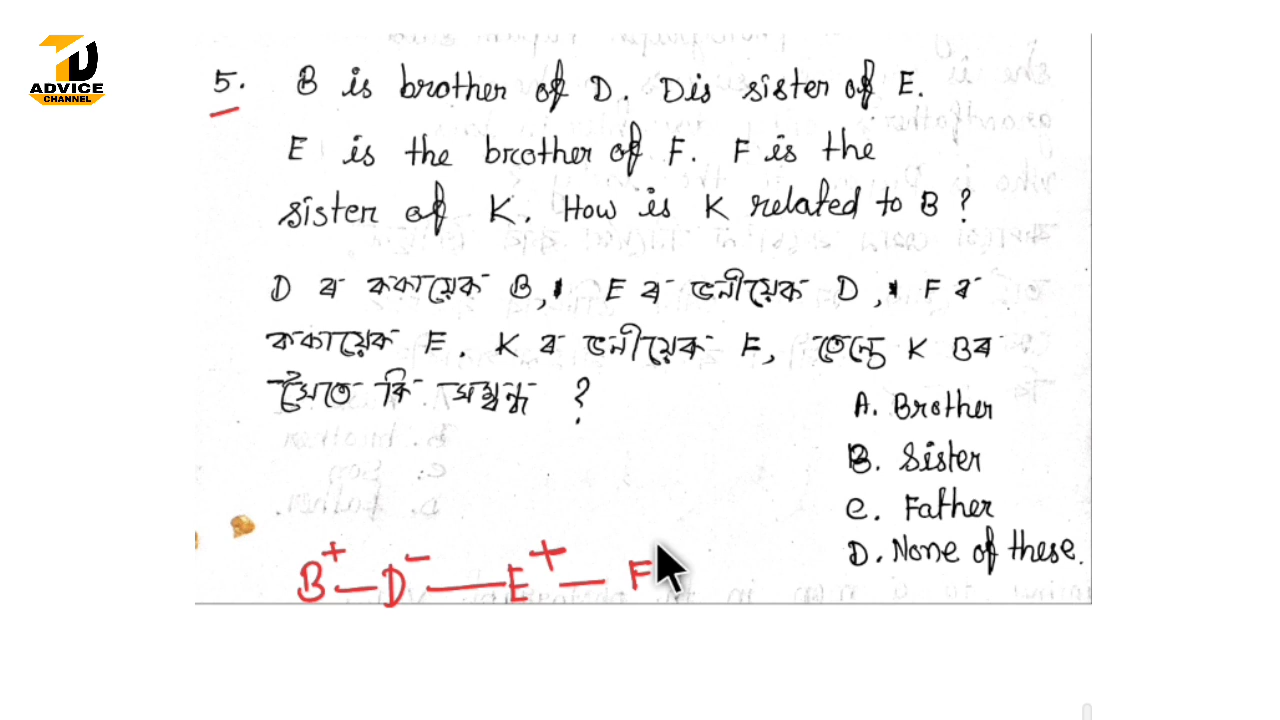 TD
ADVICE
CHANNEL
5. B is brother of D. D is sister of E.
E is the brother of F. F is the
sister of K. How is K related to B ?
D ৰ ককায়েক B, E ৰ ভনীয়েক D, F ৰ
ককায়েক E. K ৰ ভনীয়েক F, তেন্তে K Bৰ
সৈতে কি সম্বন্ধ ?
A. Brother
B. Sister
C. Father
D. None of these.
B+ — D- — E+ — F